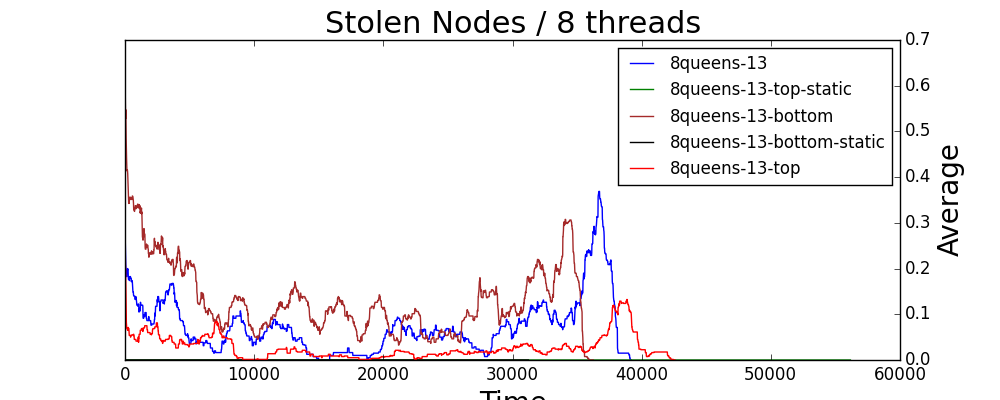 Stolen Nodes / 8 threads
8queens-13
8queens-13-top-static
8queens-13-bottom
8queens-13-bottom-static
8queens-13-top
0.7
0.6
0.5
0.4
0.3
0.2
0.1
0.0
Average
0 10000 20000 30000 40000 50000 60000
Time